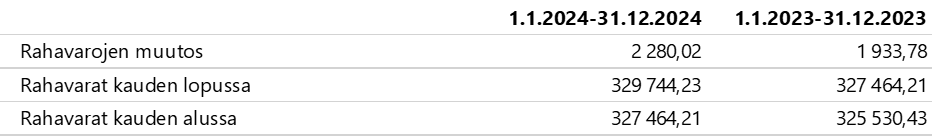 1.1.2024-31.12.2024 1.1.2023-31.12.2023
Rahavarojen muutos 2 280,02 1 933,78
Rahavarat kauden lopussa 329 744,23 327 464,21
Rahavarat kauden alussa 327 464,21 325 530,43